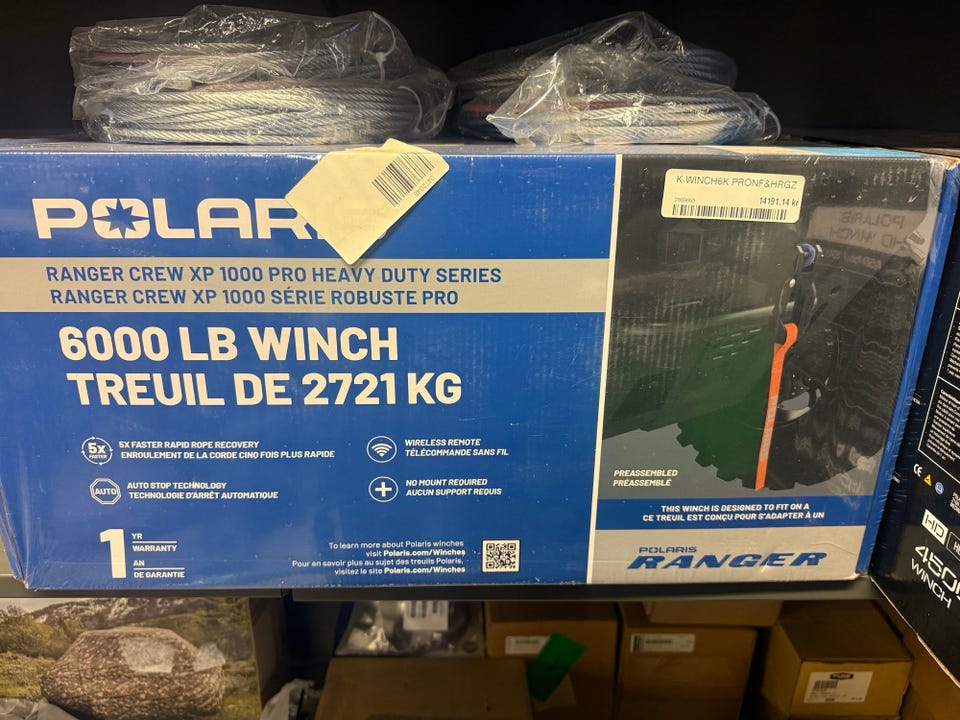 POLARI
K-WINCH6K PRONF&HRGZ
14191.14 kr
RANGER CREW XP 1000 PRO HEAVY DUTY SERIES
RANGER CREW XP 1000 SÉRIE ROBUSTE PRO
6000 LB WINCH
TREUIL DE 2721 KG
5x
FASTER
5X FASTER RAPID ROPE RECOVERY
ENROULEMENT DE LA CORDE CINQ FOIS PLUS RAPIDE
WIRELESS REMOTE
TÉLÉCOMMANDE SANS FIL
AUTO
AUTO STOP TECHNOLOGY
TECHNOLOGIE D'ARRÊT AUTOMATIQUE
NO MOUNT REQUIRED
AUCUN SUPPORT REQUIS
1 YR
WARRANTY
AN
DE GARANTIE
To learn more about Polaris winches
visit Polaris.com/Winches
Pour en savoir plus au sujet des treuils Polaris,
visitez le site Polaris.com/Winches
PREASSEMBLED
PRÉASSEMBLÉ
THIS WINCH IS DESIGNED TO FIT ON A
CE TREUIL EST CONÇU POUR S'ADAPTER À UN
POLARIS
RANGER
HD
WINCH